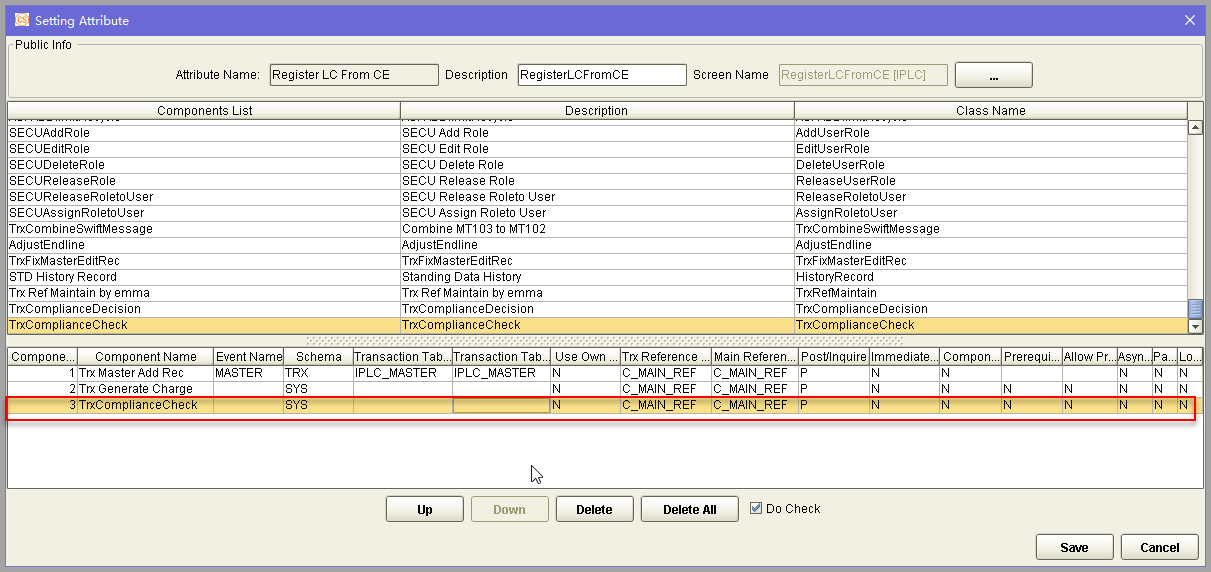 Setting Attribute
Public Info
Attribute Name: Register LC From CE Description RegisterLCFromCE Screen Name RegisterLCFromCE [IPLC] ...
Components List Description Class Name
SECUAddRole SECU Add Role AddUserRole
SECUEditRole SECU Edit Role EditUserRole
SECUDeleteRole SECU Delete Role DeleteUserRole
SECUReleaseRole SECU Release Role ReleaseUserRole
SECUReleaseRoletoUser SECU Release Roleto User ReleaseRoletoUser
SECUAssignRoletoUser SECU Assign Roleto User AssignRoletoUser
TrxCombineSwiftMessage Combine MT103 to MT102 TrxCombineSwiftMessage
AdjustEndline AdjustEndline AdjustEndline
TrxFixMasterEditRec TrxFixMasterEditRec TrxFixMasterEditRec
STD History Record Standing Data History HistoryRecord
Trx Ref Maintain by emma Trx Ref Maintain by emma TrxRefMaintain
TrxComplianceDecision TrxComplianceDecision TrxComplianceDecision
TrxComplianceCheck TrxComplianceCheck TrxComplianceCheck
Compone... Component Name Event Name Schema Transaction Tab... Transaction Tab... Use Own ... Trx Reference ... Main Referen... Post/Inquire Immediate... Compon... Prerequi... Allow Pr... Asyn... Pa... Lo...
1 Trx Master Add Rec MASTER TRX IPLC_MASTER IPLC_MASTER N C_MAIN_REF C_MAIN_REF P N N N N N
2 Trx Generate Charge SYS N C_MAIN_REF C_MAIN_REF P N N N N N N N
3 TrxComplianceCheck SYS N C_MAIN_REF C_MAIN_REF P N N N N N N N
Up Down Delete Delete All Do Check
Save Cancel